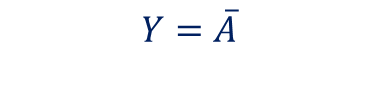 Y = Ā